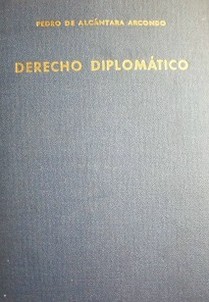 PEDRO DE ALCÁNTARA ARCONDO
DERECHO DIPLOMÁTICO